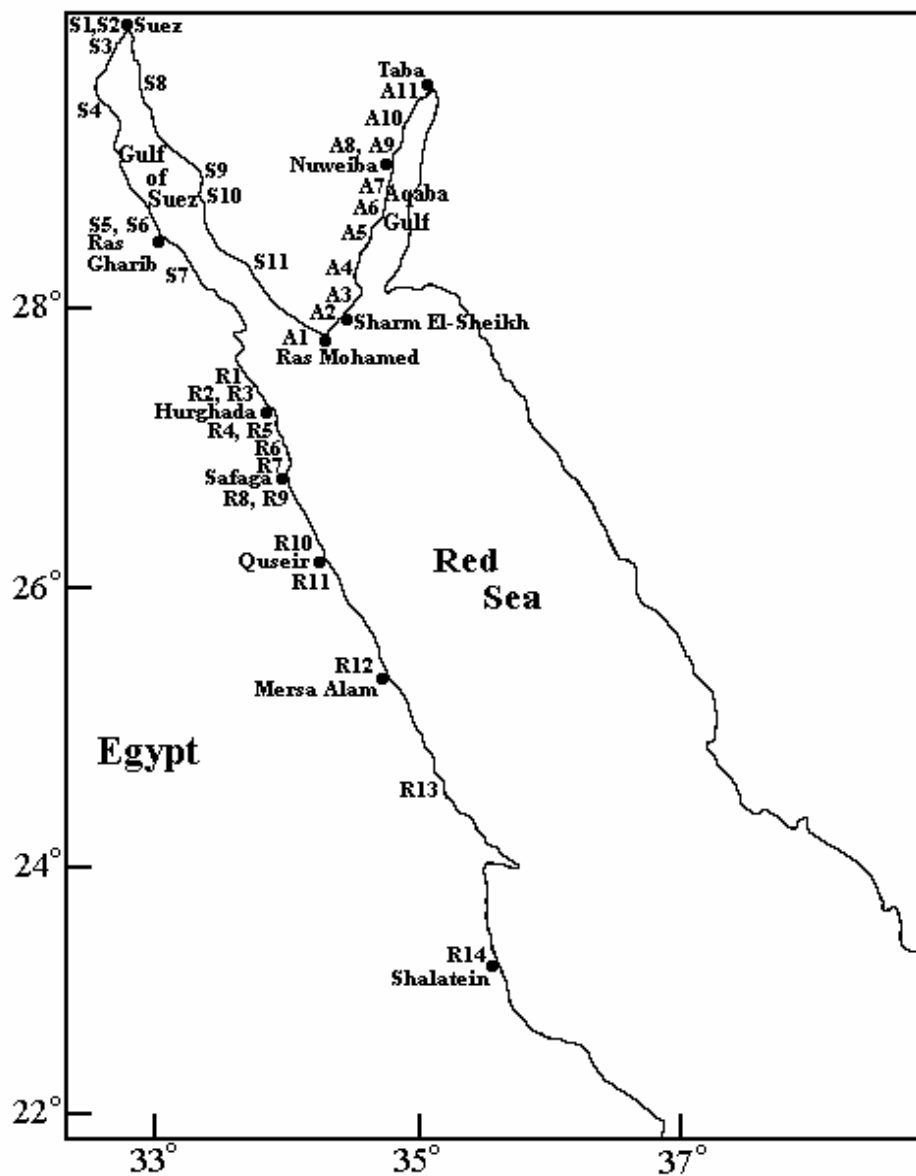 S1,S2 Suez
S3
S8
S4
Taba
A11
A10
A8, A9
Nuweiba
Gulf
of
Suez
S9
S10
A7
Aqaba
A6
Gulf
A5
S5, S6
Ras
Gharib
S7
S11
A4
A3
A2
28°
Sharm El-Sheikh
A1
Ras Mohamed
R1
R2, R3
Hurghada
R4, R5
R6
R7
Safaga
R8, R9
R10
Quseir
R11
Red
Sea
26°
R12
Mersa Alam
Egypt
R13
24°
R14
Shalatein
22°
33°
35°
37°